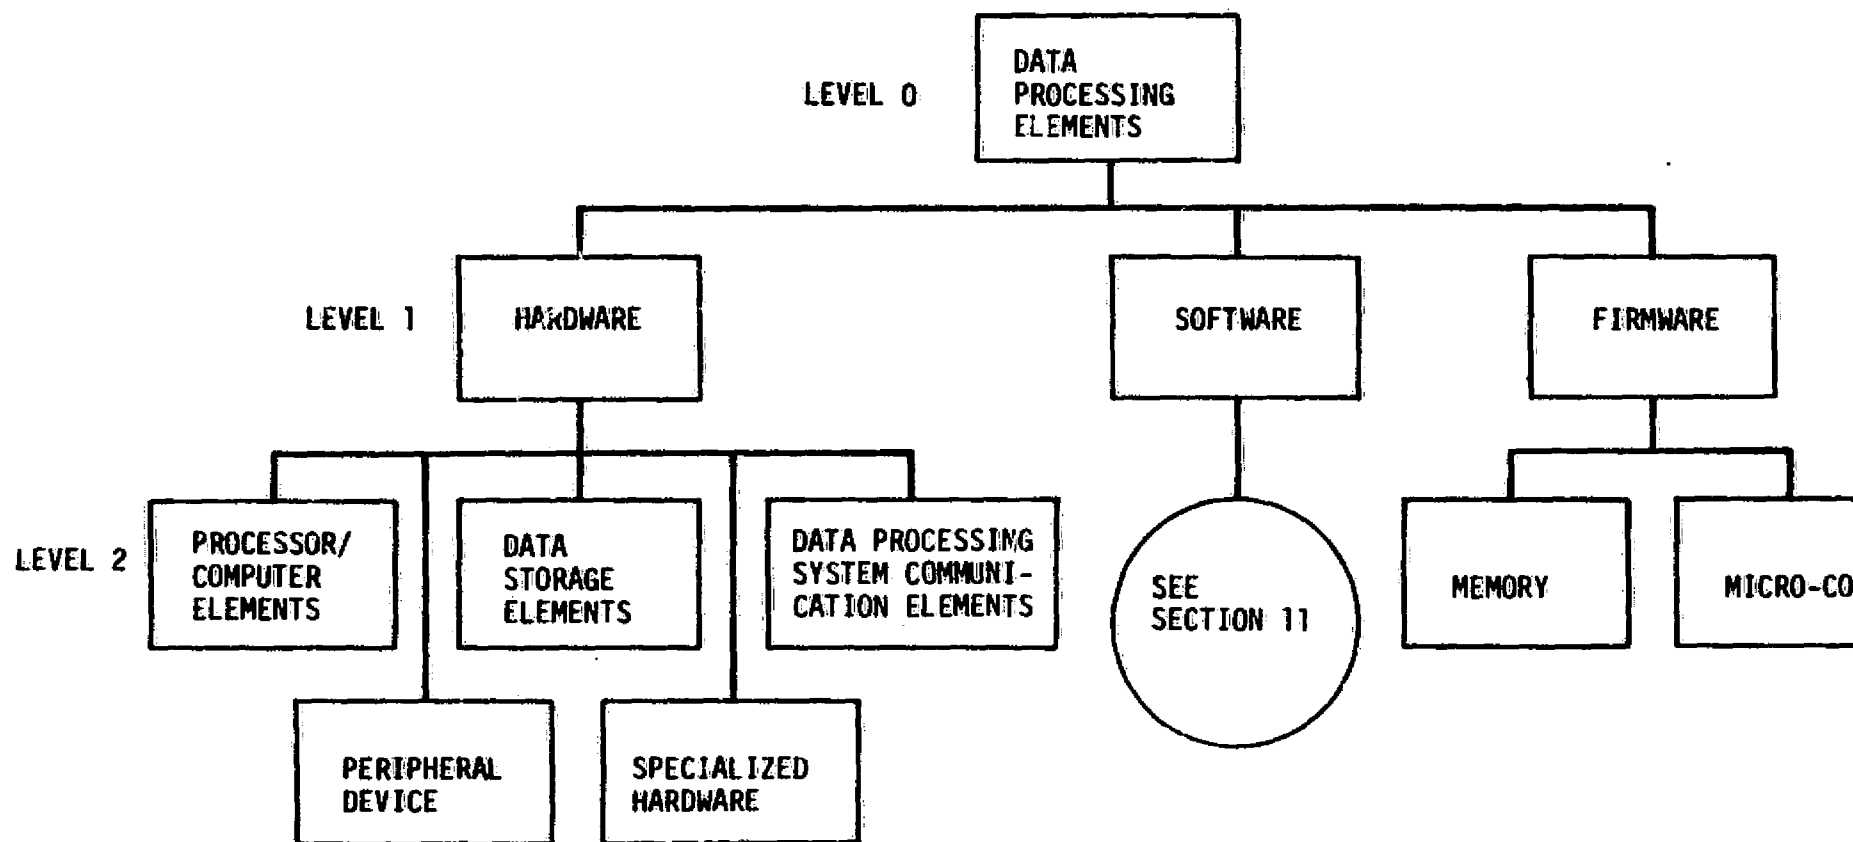 DATA
PROCESSING
ELEMENTS
LEVEL 0
LEVEL 1
HARDWARE
SOFTWARE
FIRMWARE
LEVEL 2
PROCESSOR/
COMPUTER
ELEMENTS
DATA
STORAGE
ELEMENTS
DATA PROCESSING
SYSTEM COMMUNI-
CATION ELEMENTS
SEE
SECTION 11
MEMORY
PERIPHERAL
DEVICE
SPECIALIZED
HARDWARE